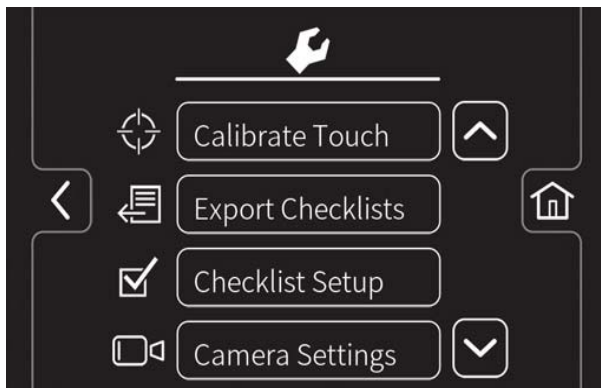 Calibrate Touch
Export Checklists
Checklist Setup
Camera Settings